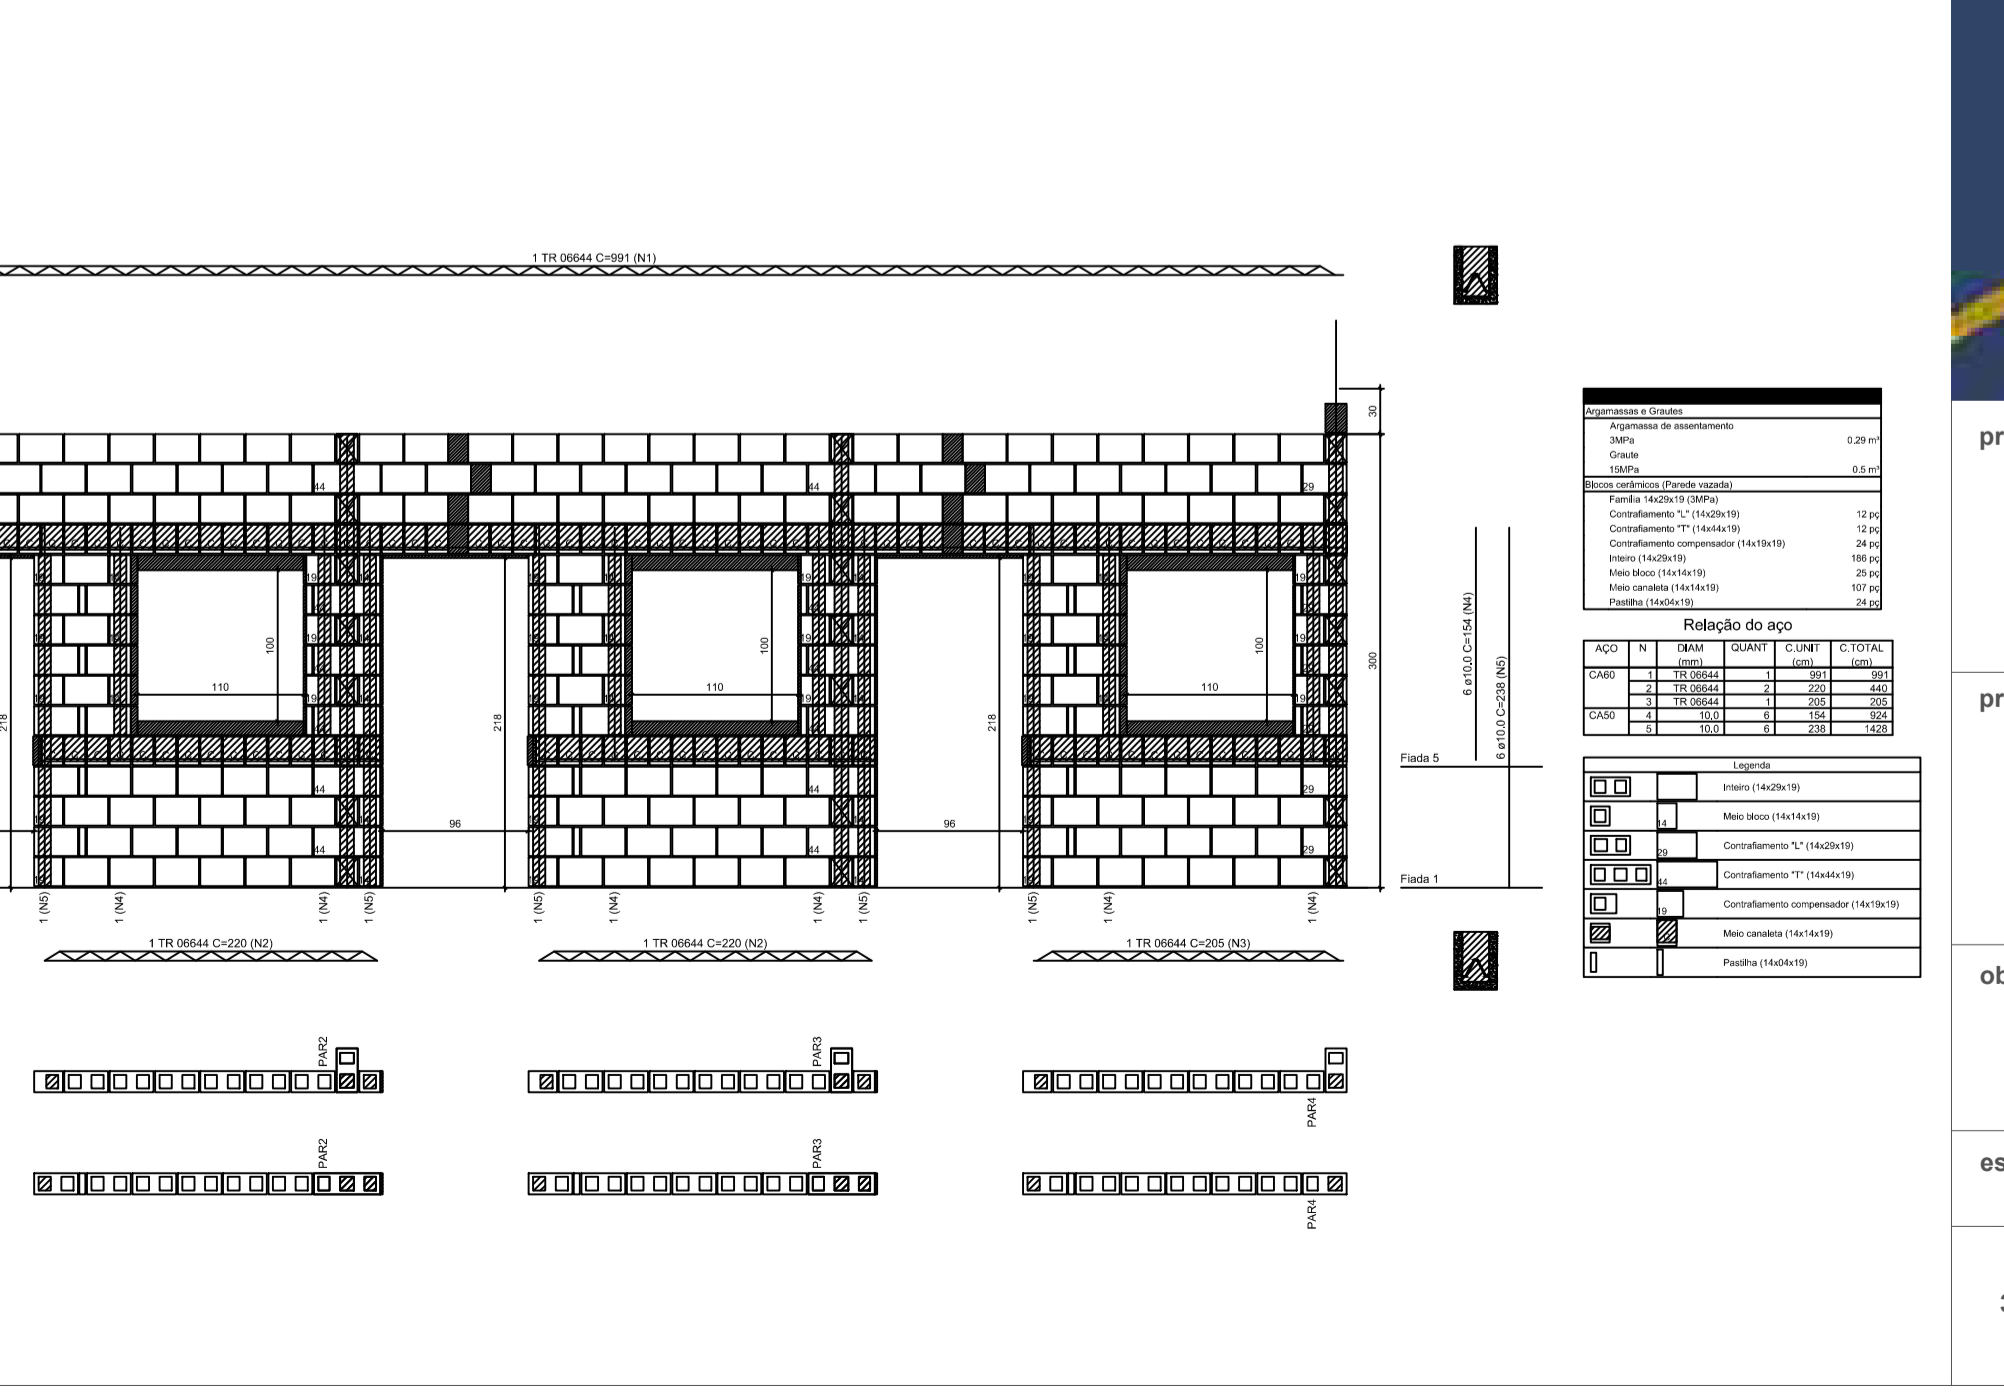 1 TR 06644 C=991 (N1)
30
44
44
29
19
19
19
19
19
19
100
100
100
110
110
110
218
218
218
300
6 ø10.0 C=154 (N4)
6 ø10.0 C=238 (N5)
Fiada 5
44
44
29
96
96
44
44
29
Fiada 1
1 (N5)
1 (N4)
1 (N4)
1 (N5)
1 (N5)
1 (N4)
1 (N4)
1 (N5)
1 (N5)
1 (N4)
1 (N4)
1 TR 06644 C=220 (N2)
1 TR 06644 C=220 (N2)
1 TR 06644 C=205 (N3)
PAR2
PAR3
PAR4
PAR2
PAR3
PAR4
Argamassas e Grautes
Argamassa de assentamento
3MPa 0.29 m³
Graute
15MPa 0.5 m³
Blocos cerâmicos (Parede vazada)
Família 14x29x19 (3MPa)
Contrafiamento "L" (14x29x19) 12 pç
Contrafiamento "T" (14x44x19) 12 pç
Contrafiamento compensador (14x19x19) 24 pç
Inteiro (14x29x19) 186 pç
Meio bloco (14x14x19) 25 pç
Meio canaleta (14x14x19) 107 pç
Pastilha (14x04x19) 24 pç
Relação do aço
AÇO N DIAM QUANT C.UNIT C.TOTAL
(mm) (cm) (cm)
CA60 1 TR 06644 1 991 991
2 TR 06644 2 220 440
3 TR 06644 1 205 205
CA50 4 10,0 6 154 924
5 10,0 6 238 1428
Legenda
Inteiro (14x29x19)
14 Meio bloco (14x14x19)
29 Contrafiamento "L" (14x29x19)
44 Contrafiamento "T" (14x44x19)
19 Contrafiamento compensador (14x19x19)
Meio canaleta (14x14x19)
Pastilha (14x04x19)
pr
pr
ob
es